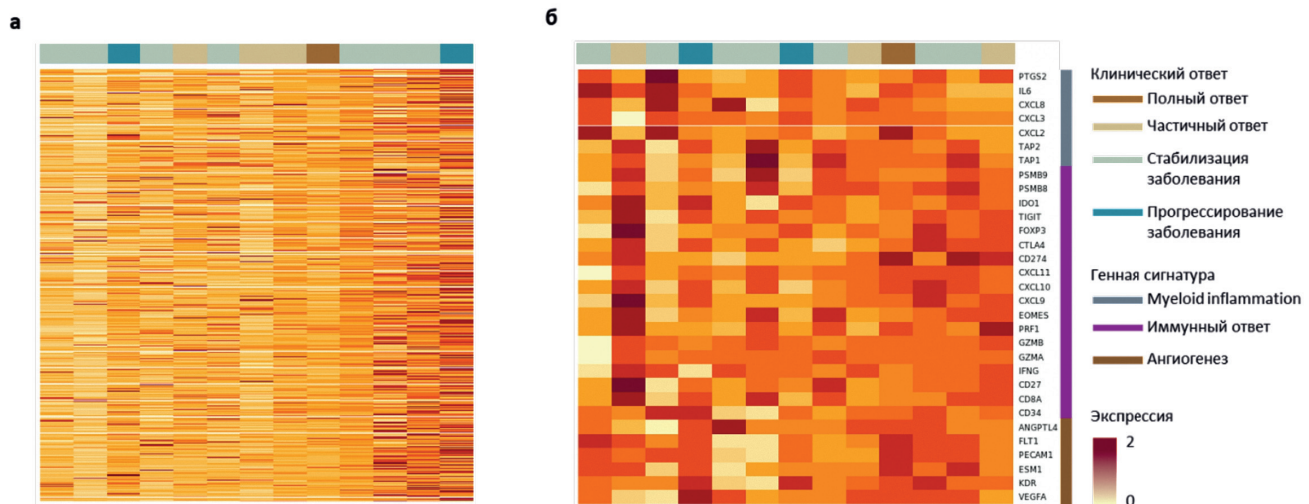 а
б
PTGS2
IL6
CXCL8
CXCL3
CXCL2
TAP2
TAP1
PSMB9
PSMB8
IDO1
TIGIT
FOXP3
CTLA4
CD274
CXCL11
CXCL10
CXCL9
EOMES
PRF1
GZMB
GZMA
IFNG
CD27
CD8A
CD34
ANGPTL4
FLT1
PECAM1
ESM1
KDR
VEGFA
Клинический ответ
Полный ответ
Частичный ответ
Стабилизация
заболевания
Прогрессирование
заболевания
Генная сигнатура
Myeloid inflammation
Иммунный ответ
Ангиогенез
Экспрессия
2
0